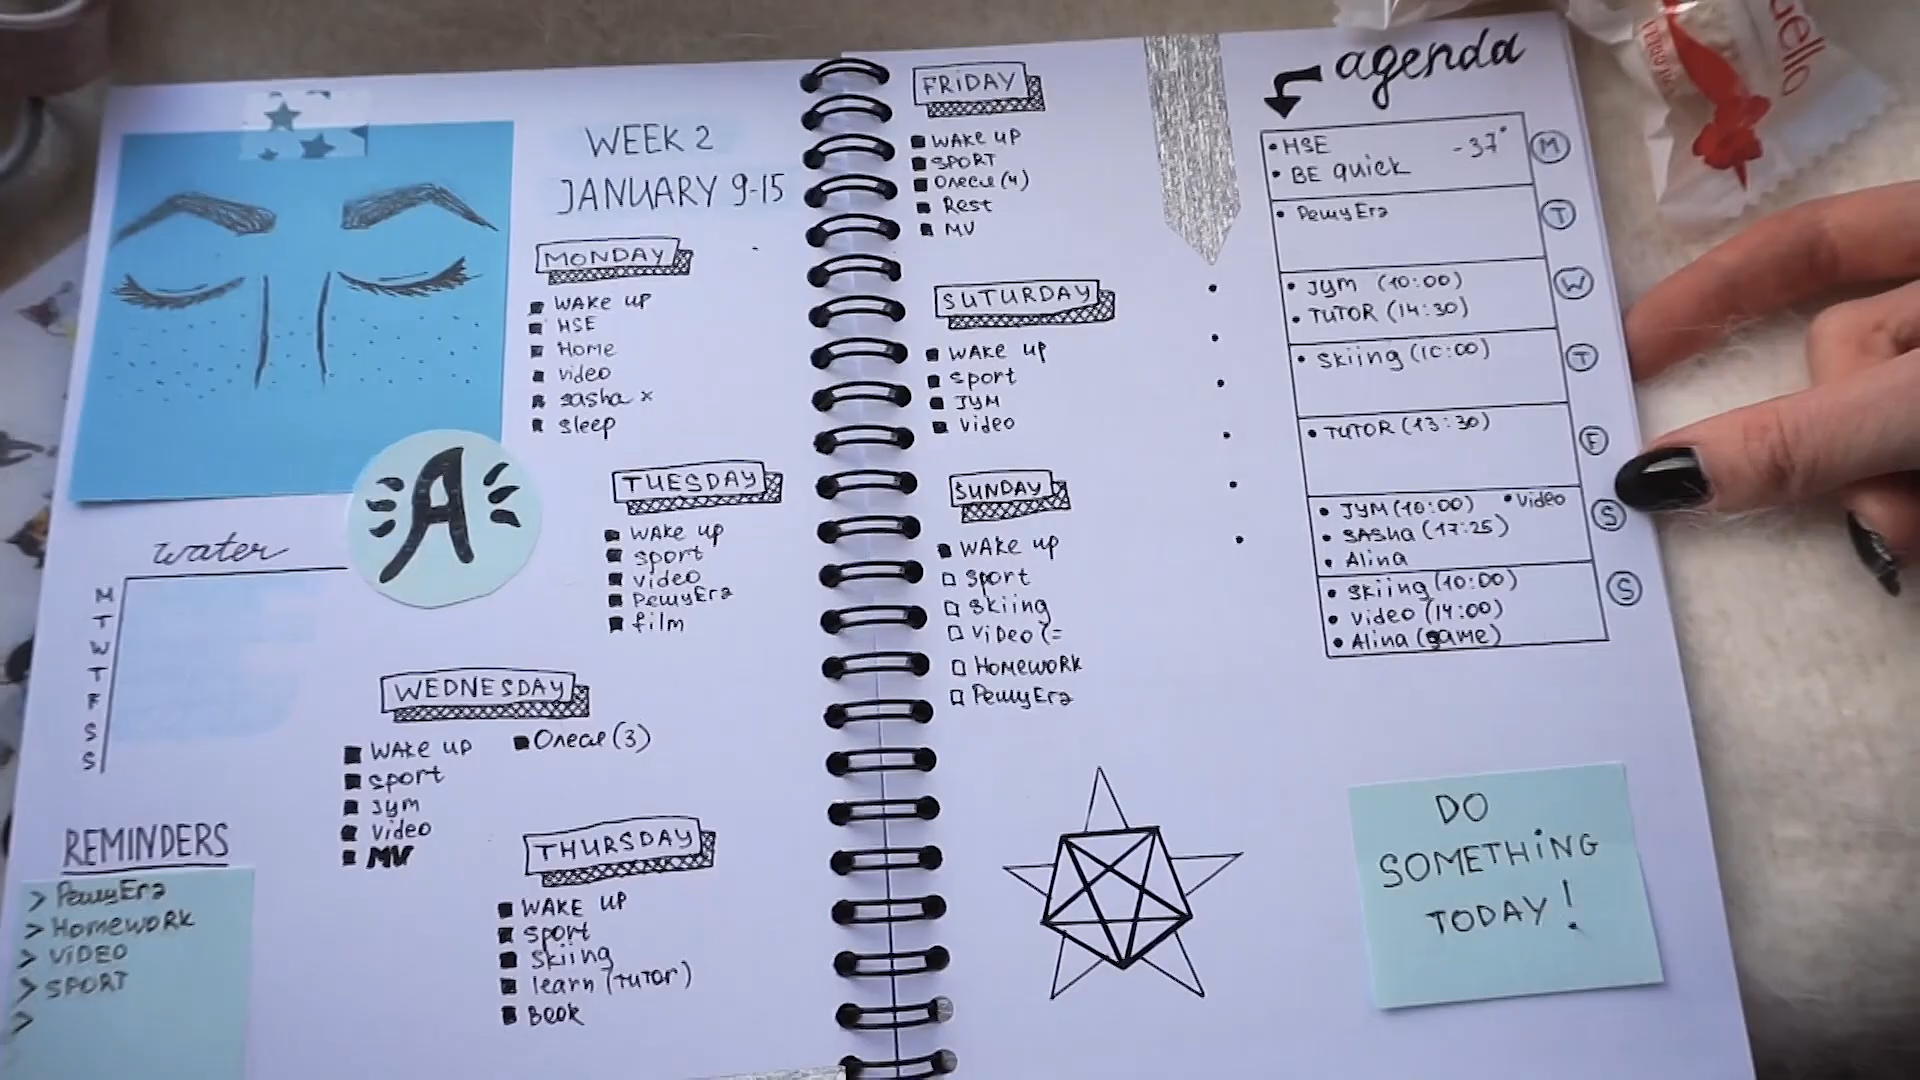 WEEK 2
JANUARY 9-15
MONDAY
WAKE UP
HSE
Home
video
sasha x
sleep
TUESDAY
WAKE UP
sport
video
РешуЕгэ
film
water
M
T
W
T
F
S
S
A
WEDNESDAY
WAKE UP
Олеся (3)
sport
Jym
video
MV
THURSDAY
WAKE UP
sport
skiing
learn (TUTOR)
Book
REMINDERS
> РешуЕгэ
> HOMEWORK
> VIDEO
> SPORT
>
FRIDAY
WAKE UP
SPORT
Олеся (4)
Rest
MV
SUTURDAY
WAKE UP
sport
JYM
video
SUNDAY
WAKE UP
sport
skiing
video (=
HOMEWORK
РешуЕгэ
agenda
• HSE -37° M
• BE quick
• РешуЕгэ T
• Jym (10:00) W
• TUTOR (14:30)
• skiing (10:00) T
• TUTOR (13:30) F
• JYM (10:00) • Video S
• SASHA (17:25)
• Alina
• Skiing (10:00) S
• Video (14:00)
• Alina (game)
DO
SOMETHING
TODAY!